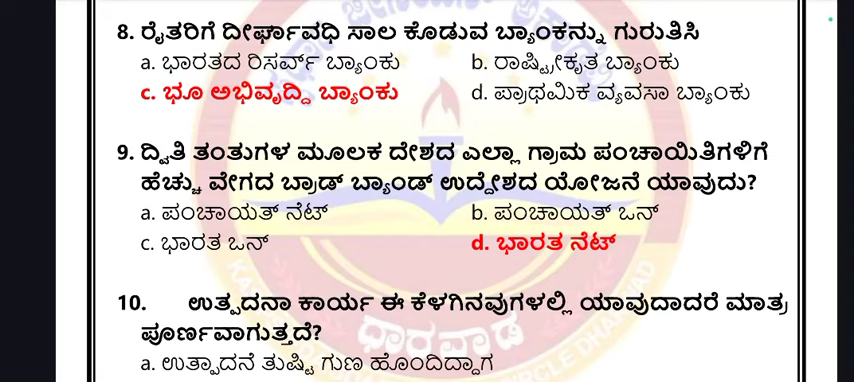 8. ರೈತರಿಗೆ ದೀರ್ಘಾವಧಿ ಸಾಲ ಕೊಡುವ ಬ್ಯಾಂಕನ್ನು ಗುರುತಿಸಿ
a. ಭಾರತದ ರಿಸರ್ವ್ ಬ್ಯಾಂಕು b. ರಾಷ್ಟ್ರೀಕೃತ ಬ್ಯಾಂಕು
c. ಭೂ ಅಭಿವೃದ್ದಿ ಬ್ಯಾಂಕು d. ಪ್ರಾಥಮಿಕ ವ್ಯವಸಾ ಬ್ಯಾಂಕು
9. ದ್ವಿತಿ ತಂತುಗಳ ಮೂಲಕ ದೇಶದ ಎಲ್ಲಾ ಗ್ರಾಮ ಪಂಚಾಯಿತಿಗಳಿಗೆ
ಹೆಚ್ಚು ವೇಗದ ಬ್ರಾಡ್ ಬ್ಯಾಂಡ್ ಉದ್ದೇಶದ ಯೋಜನೆ ಯಾವುದು?
a. ಪಂಚಾಯತ್ ನೆಟ್ b. ಪಂಚಾಯತ್ ಒನ್
c. ಭಾರತ ಒನ್ d. ಭಾರತ ನೆಟ್
10. ಉತ್ಪದನಾ ಕಾರ್ಯ ಈ ಕೆಳಗಿನವುಗಳಲ್ಲಿ ಯಾವುದಾದರೆ ಮಾತ್ರ
ಪೂರ್ಣವಾಗುತ್ತದೆ?
ಧಾರವಾಡ
a. ಉತ್ಪಾದನೆ ತುಷ್ಟಿ ಗುಣ ಹೊಂದಿದ್ದಾಗ